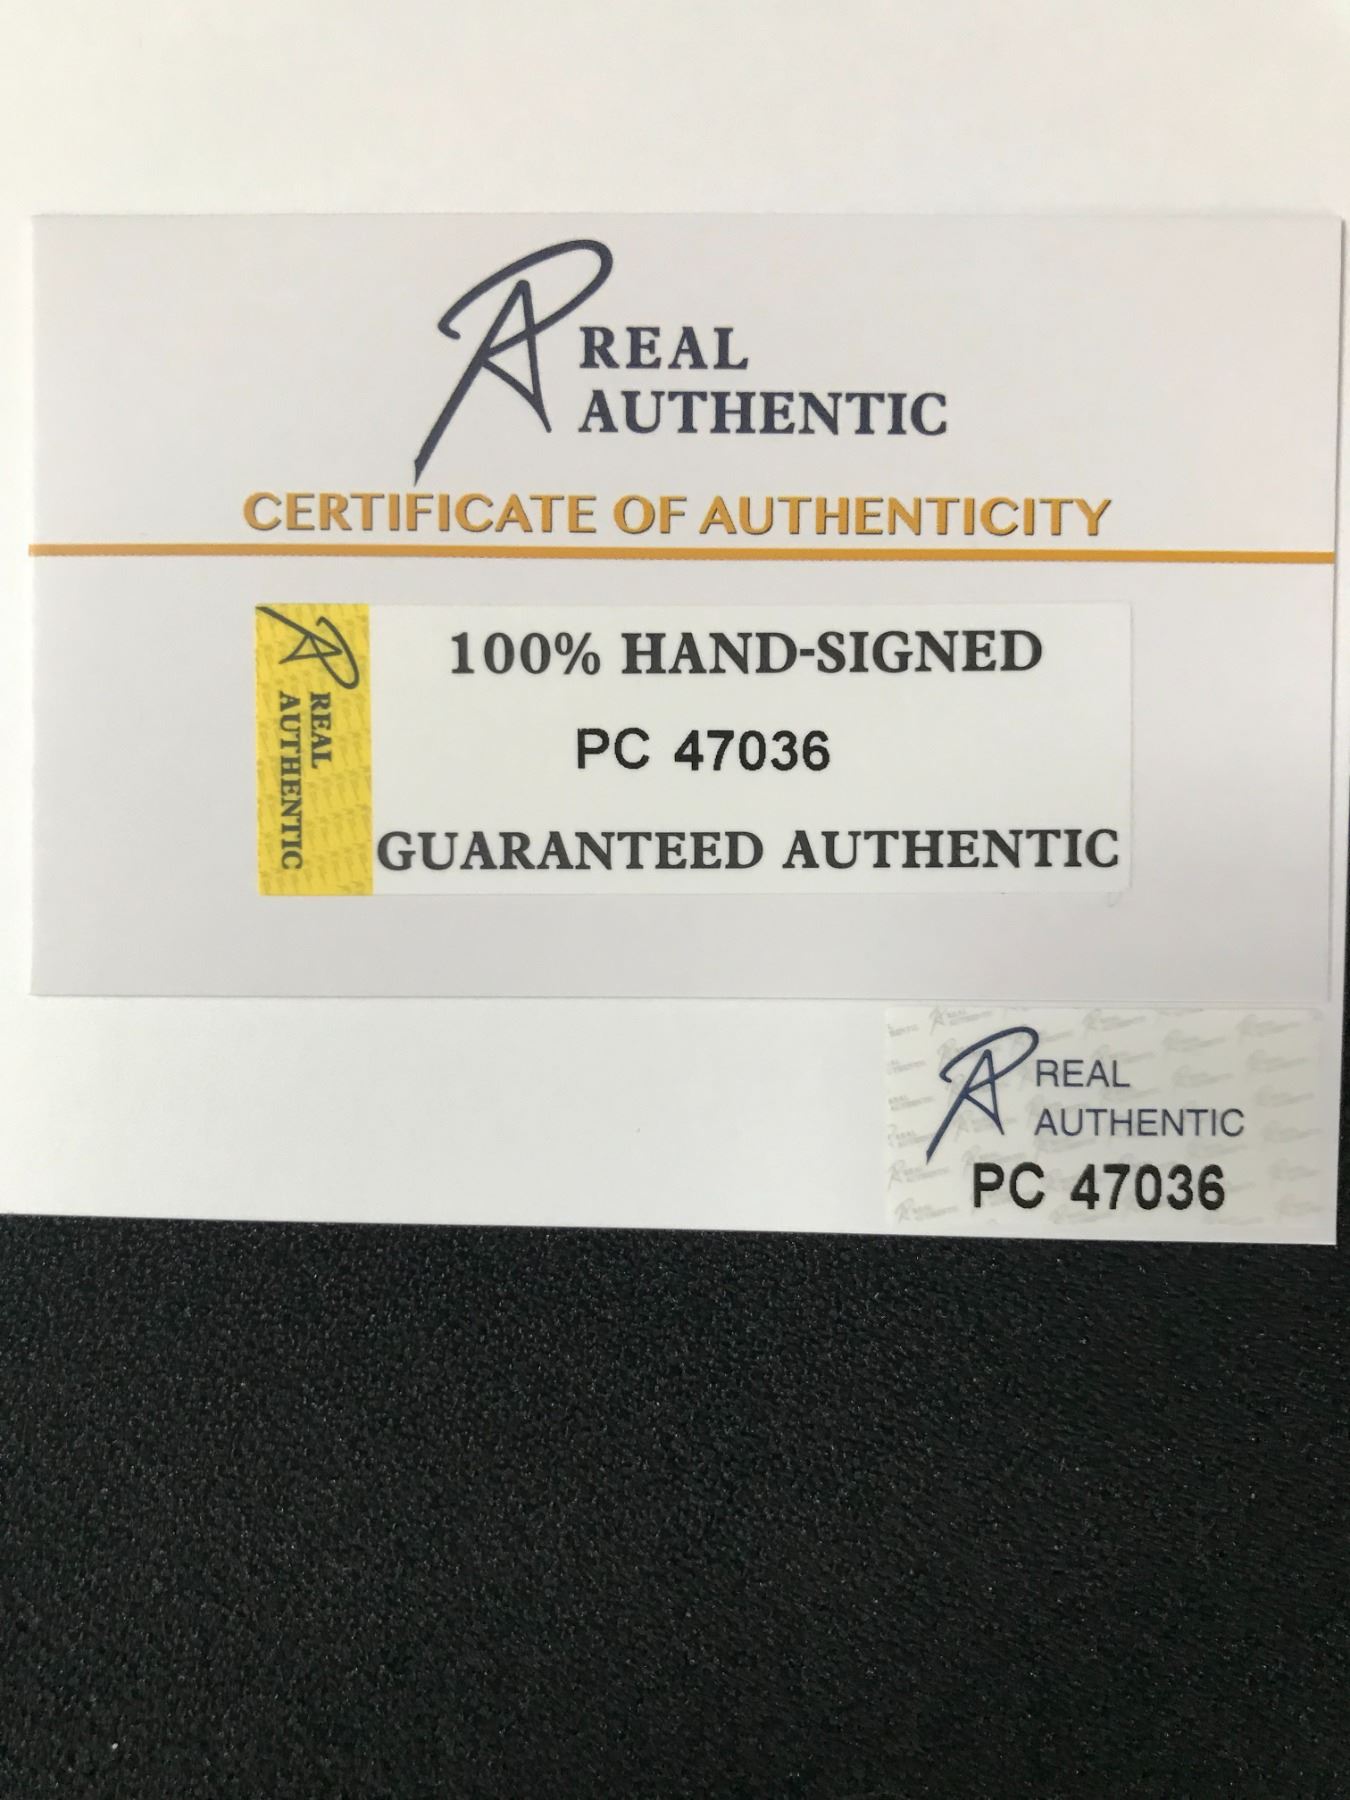 REAL
AUTHENTIC
CERTIFICATE OF AUTHENTICITY
REAL
AUTHENTIC
100% HAND-SIGNED
PC 47036
GUARANTEED AUTHENTIC
REAL
AUTHENTIC
PC 47036